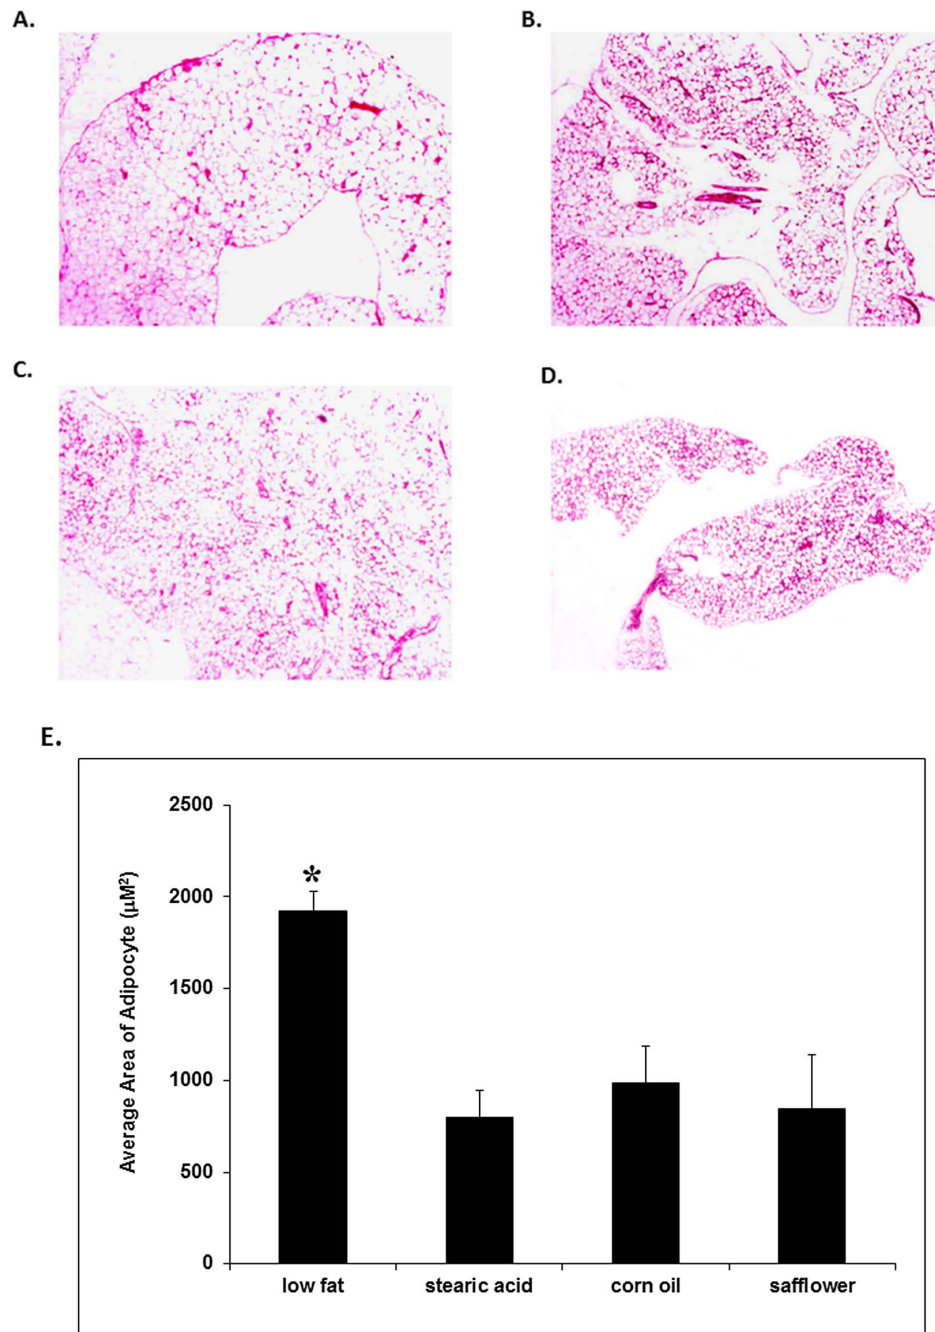 A.
B.
C.
D.
E.
2500
2000
1500
1000
500
0
Average Area of Adipocyte (µM²)
*
low fat
stearic acid
corn oil
safflower